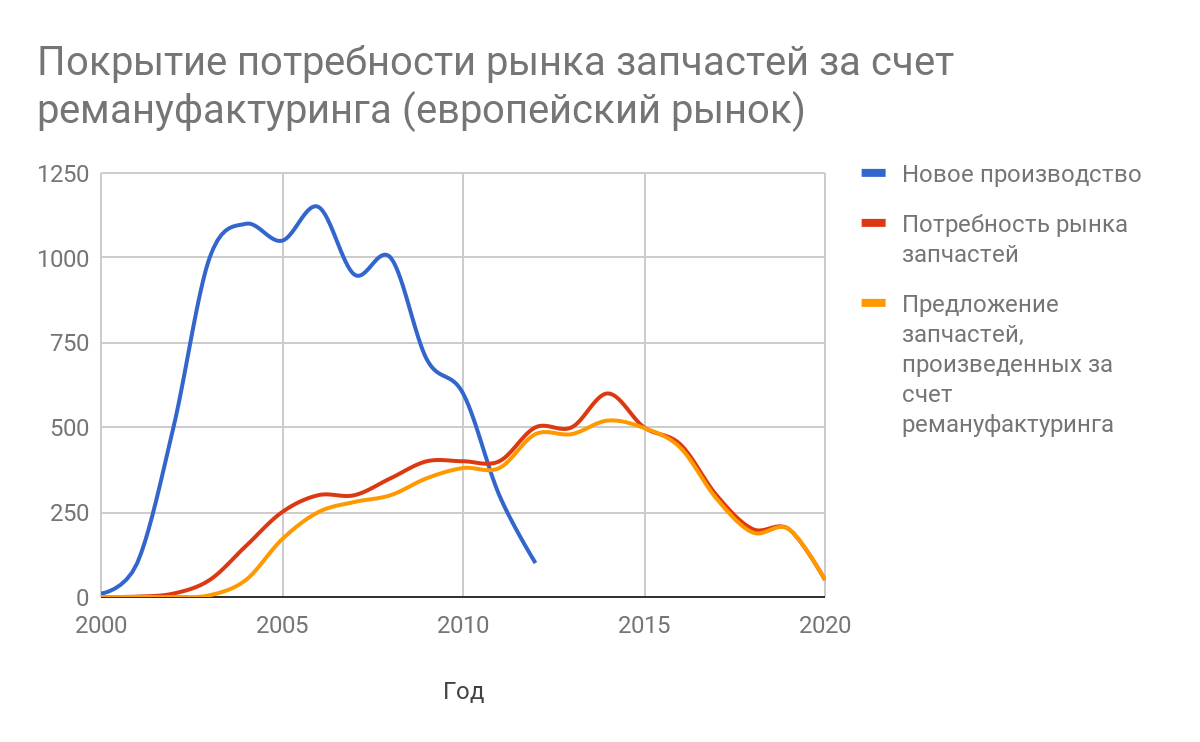 Покрытие потребности рынка запчастей за счет
ремануфактуринга (европейский рынок)
1250
1000
750
500
250
0
2000 2005 2010 2015 2020
Год
Новое производство
Потребность рынка
запчастей
Предложение
запчастей,
произведенных за
счет
ремануфактуринга